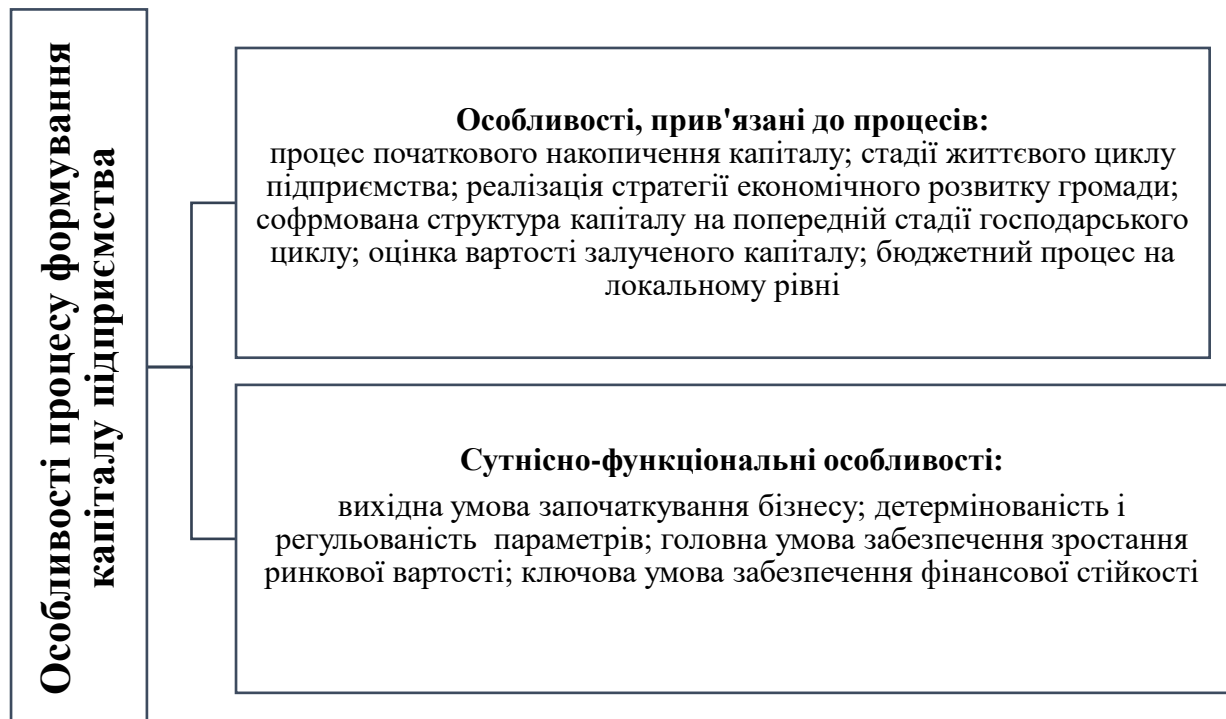 Особливості процесу формування
капіталу підприємства
Особливості, прив'язані до процесів:
процес початкового накопичення капіталу; стадії життєвого циклу
підприємства; реалізація стратегії економічного розвитку громади;
софрмована структура капіталу на попередній стадії господарського
циклу; оцінка вартості залученого капіталу; бюджетний процес на
локальному рівні
Сутнісно-функціональні особливості:
вихідна умова започаткування бізнесу; детермінованість і
регульованість  параметрів; головна умова забезпечення зростання
ринкової вартості; ключова умова забезпечення фінансової стійкості